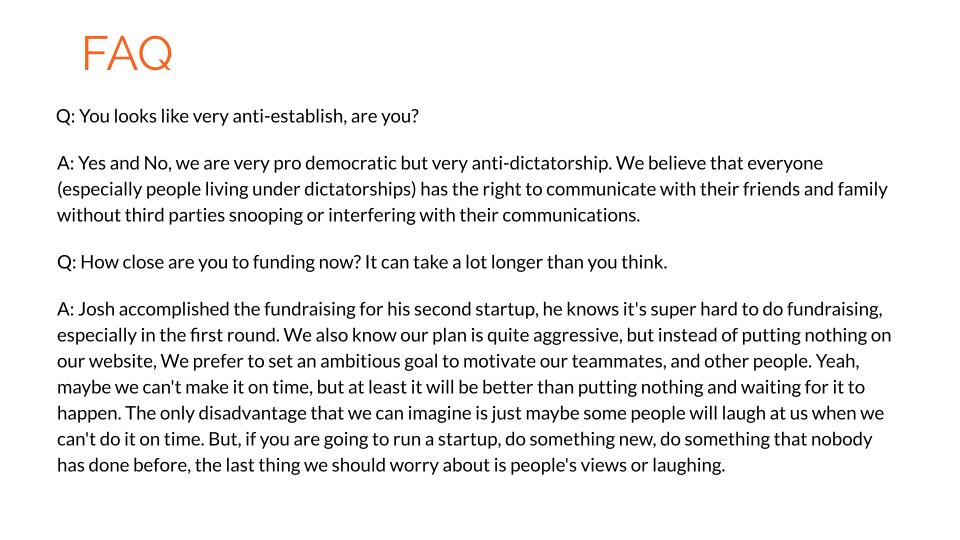 FAQ
Q: You looks like very anti-establish, are you?
A: Yes and No, we are very pro democratic but very anti-dictatorship. We believe that everyone
(especially people living under dictatorships) has the right to communicate with their friends and family
without third parties snooping or interfering with their communications.
Q: How close are you to funding now? It can take a lot longer than you think.
A: Josh accomplished the fundraising for his second startup, he knows it's super hard to do fundraising,
especially in the first round. We also know our plan is quite aggressive, but instead of putting nothing on
our website, We prefer to set an ambitious goal to motivate our teammates, and other people. Yeah,
maybe we can't make it on time, but at least it will be better than putting nothing and waiting for it to
happen. The only disadvantage that we can imagine is just maybe some people will laugh at us when we
can't do it on time. But, if you are going to run a startup, do something new, do something that nobody
has done before, the last thing we should worry about is people's views or laughing.